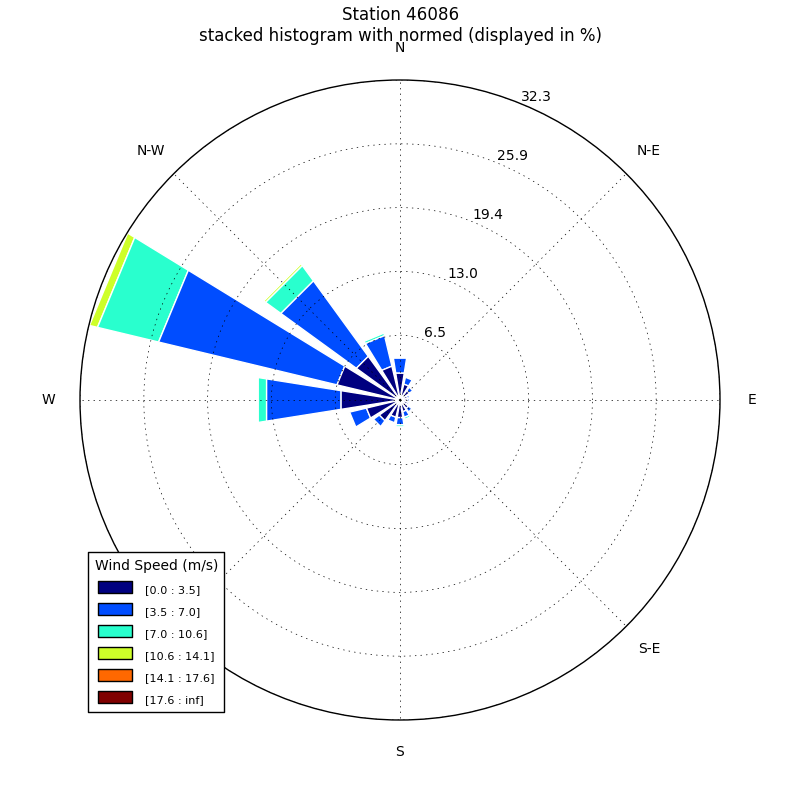 Station 46086
stacked histogram with normed (displayed in %)
N
32.3
N-W
N-E
25.9
19.4
13.0
6.5
W
E
Wind Speed (m/s)
[0.0 : 3.5]
[3.5 : 7.0]
[7.0 : 10.6]
[10.6 : 14.1]
[14.1 : 17.6]
[17.6 : inf]
S-E
S